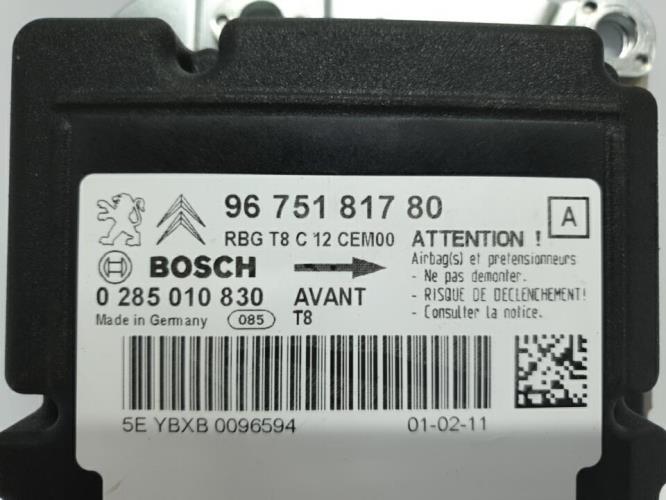 96 751 817 80
A
RBG T8 C 12 CEM00
ATTENTION !
Airbag(s) et pretensionneurs
- Ne pas demonter.
- RISQUE DE DECLENCHEMENT!
- Consulter la notice.
BOSCH
0 285 010 830 AVANT
Made in Germany 085 T8
5E YBXB 0096594 01-02-11